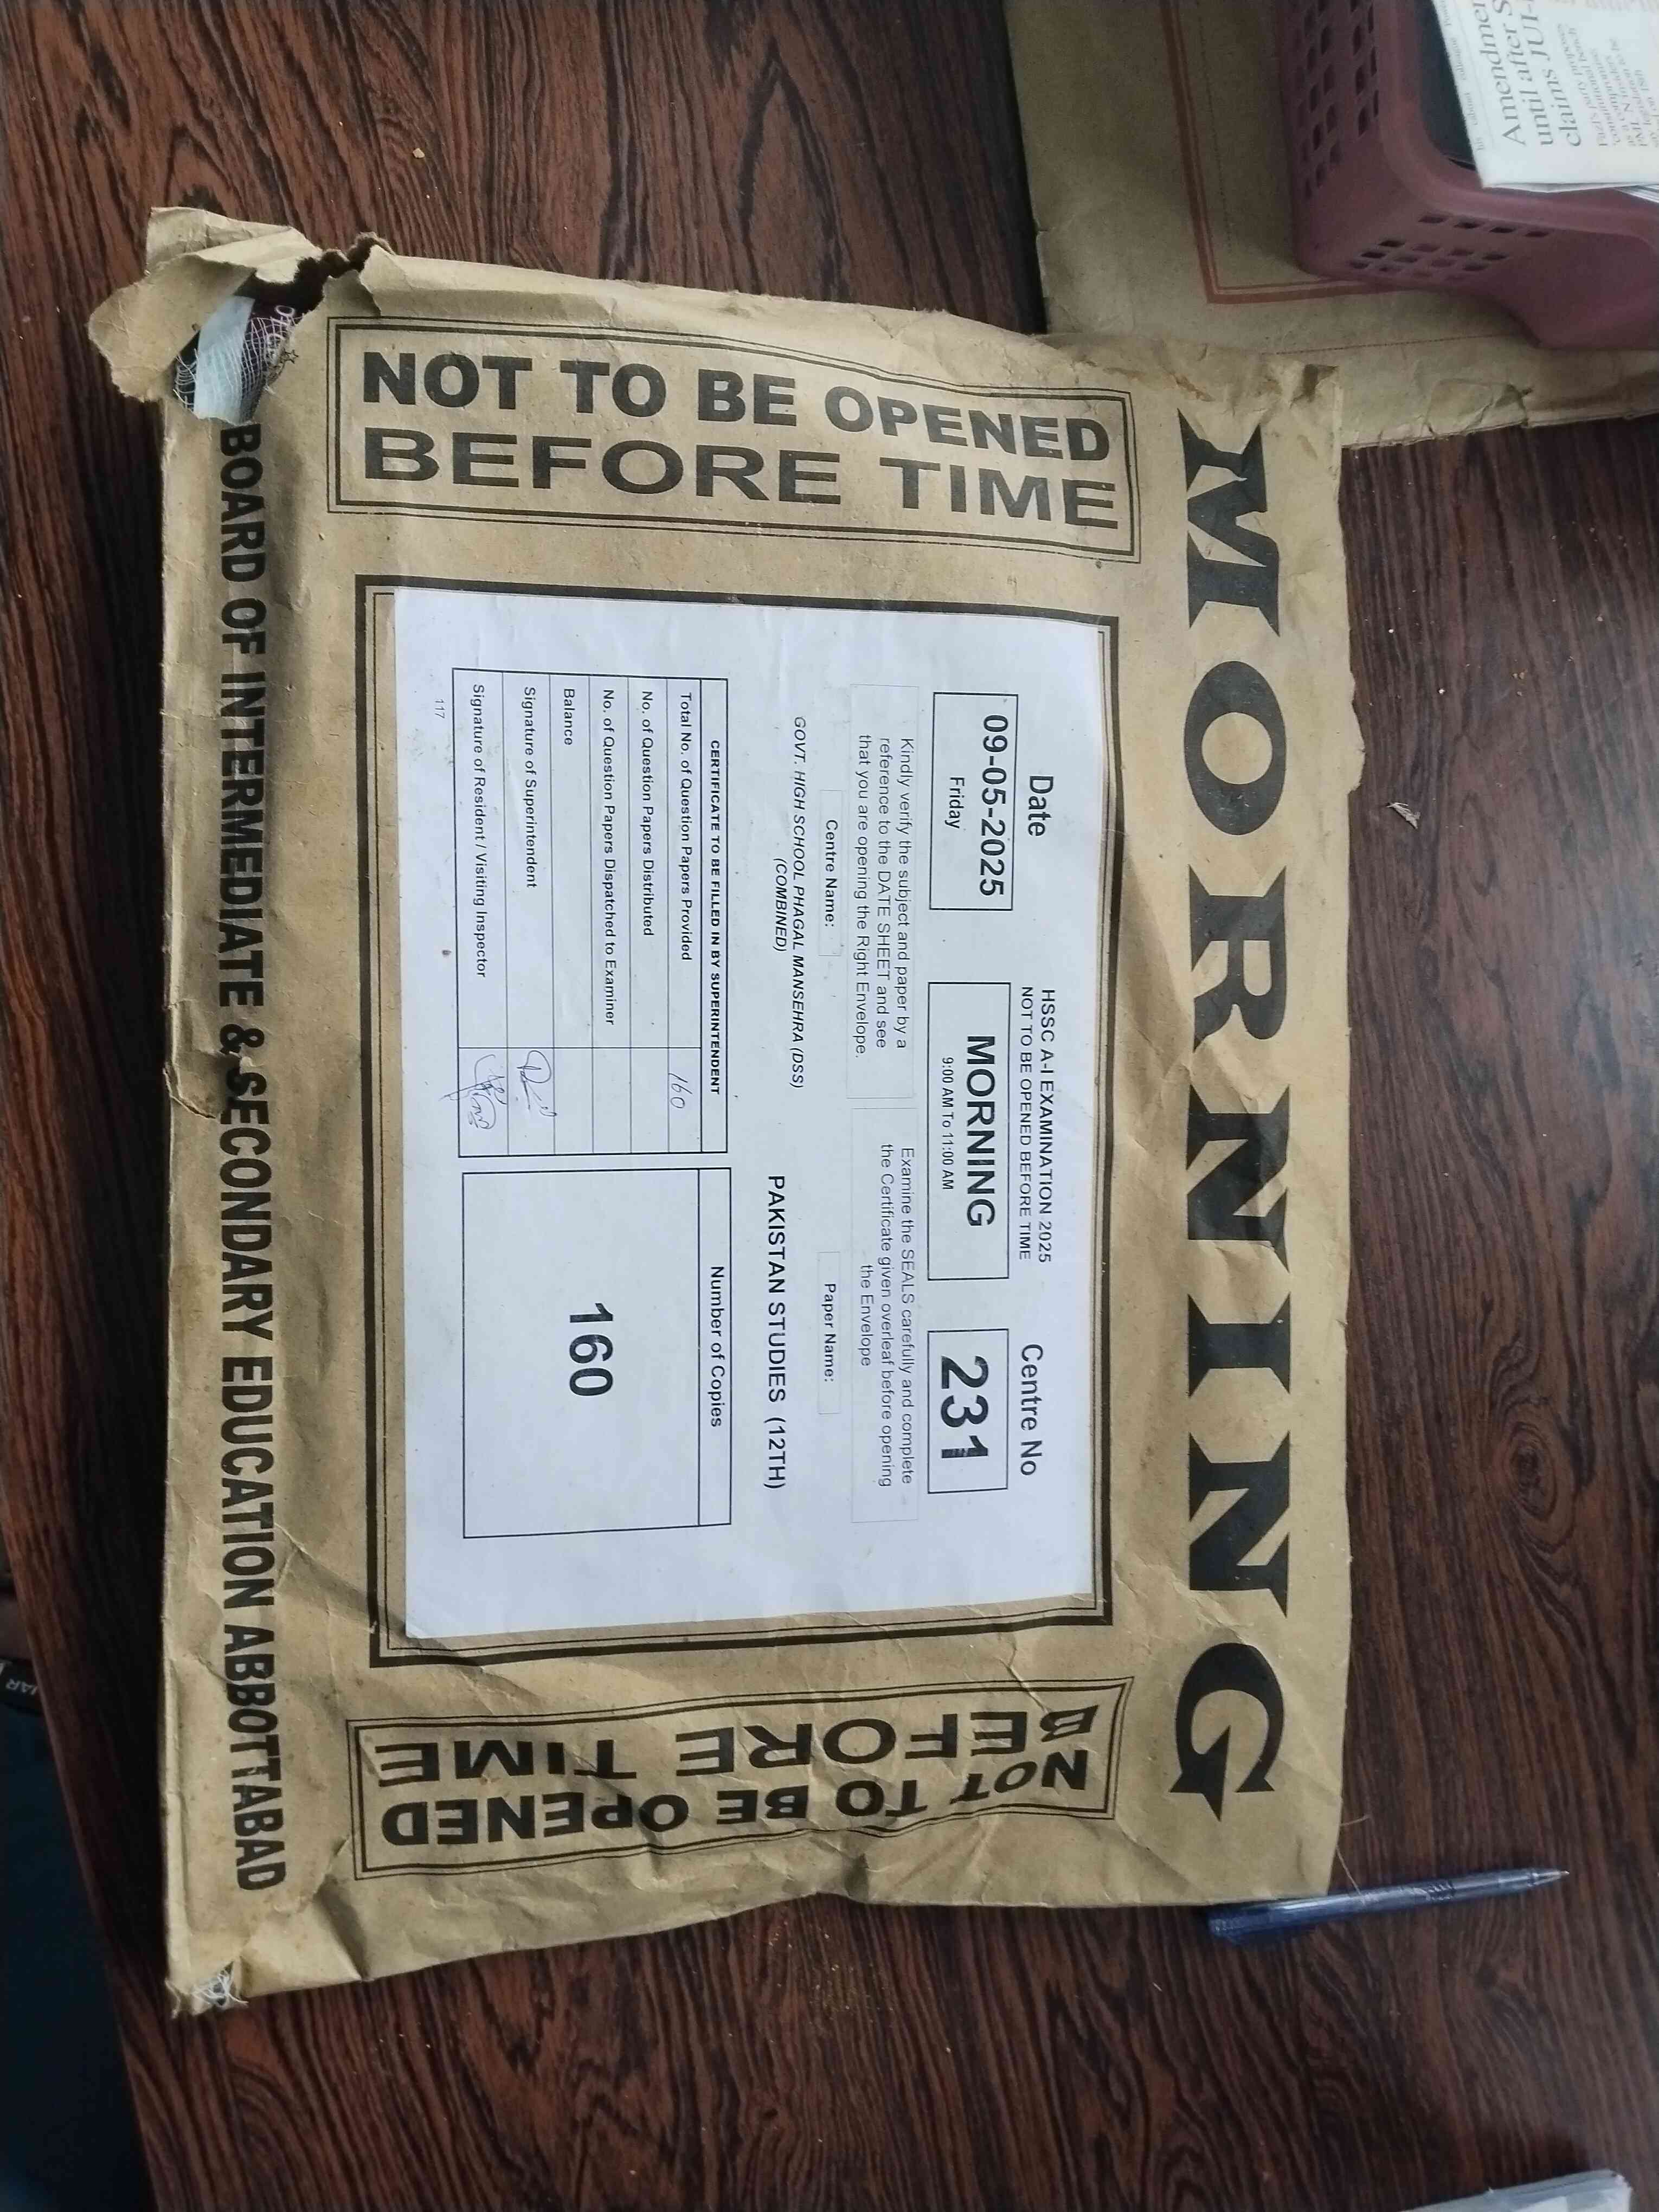 MORNING
NOT TO BE OPENED
BEFORE TIME
Date
09-05-2025
Friday
HSSC A-I EXAMINATION 2025
NOT TO BE OPENED BEFORE TIME
MORNING
9:00 AM To 11:00 AM
Centre No
231
Kindly verify the subject and paper by a
reference to the DATE SHEET and see
that you are opening the Right Envelope.
Examine the SEALS carefully and complete
the Certificate given overleaf before opening
the Envelope
Centre Name:
GOVT. HIGH SCHOOL PHAGAL MANSEHRA (DSS)
(COMBINED)
Paper Name:
PAKISTAN STUDIES (12TH)
CERTIFICATE TO BE FILLED IN BY SUPERINTENDENT
Total No. of Question Papers Provided 160
No. of Question Papers Distributed
No. of Question Papers Dispatched to Examiner
Balance
Signature of Superintendent
Signature of Resident / Visiting Inspector
117
Number of Copies
160
NOT TO BE OPENED
BEFORE TIME
BOARD OF INTERMEDIATE & SECONDARY EDUCATION ABBOTTABAD
Amendmen
until after S
claims JUI-